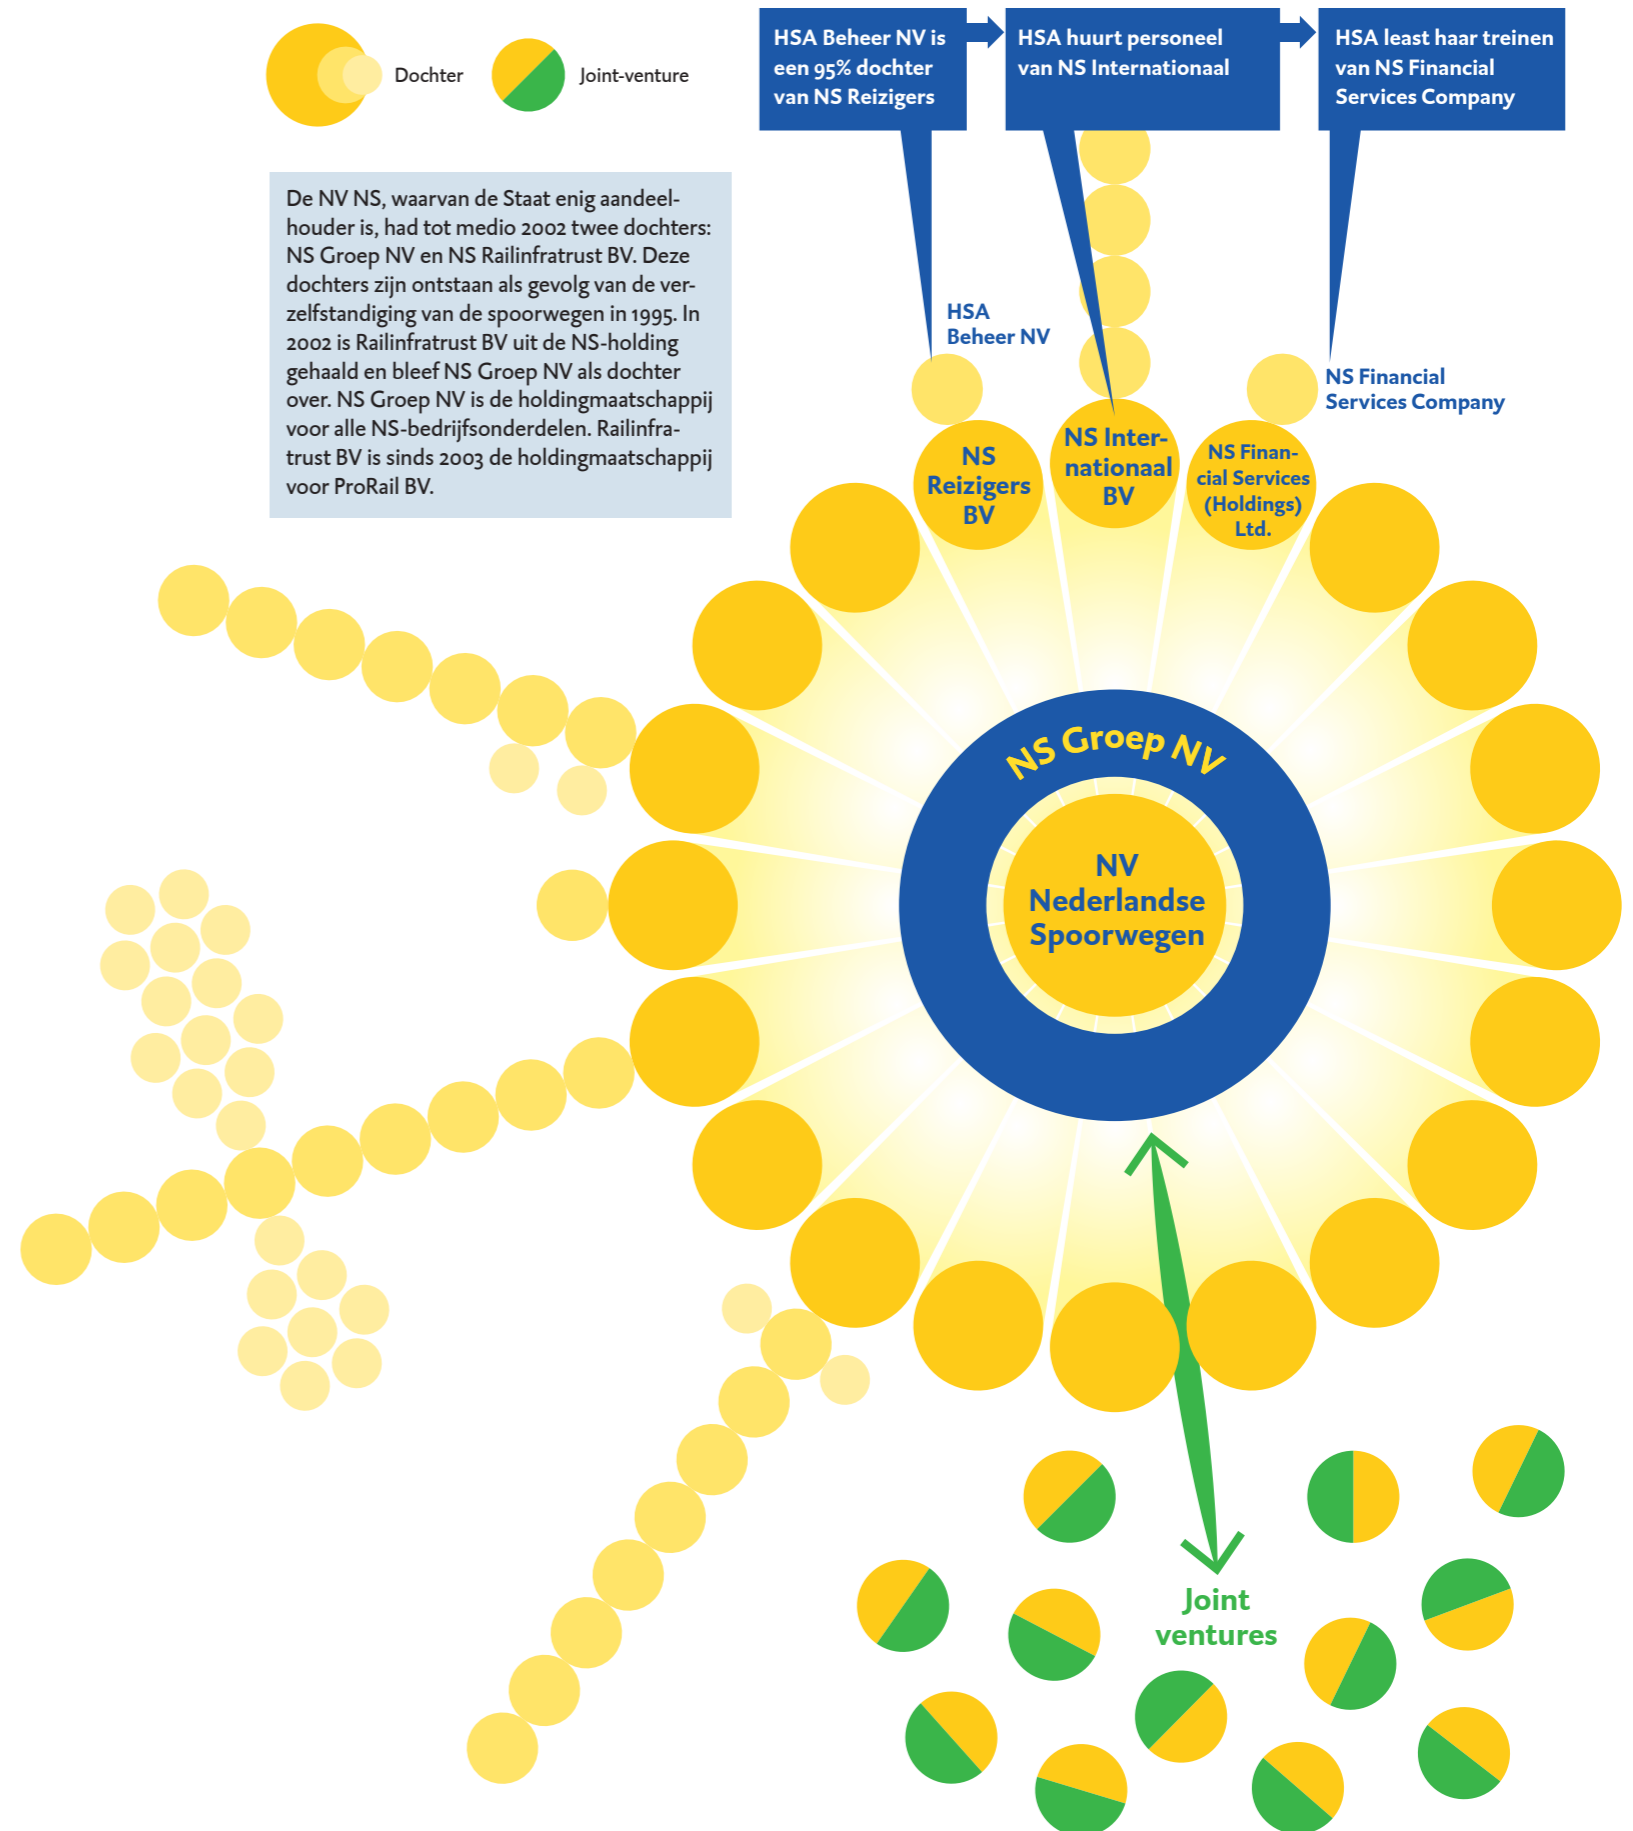 Dochter
Joint-venture
HSA Beheer NV is
een 95% dochter
van NS Reizigers
HSA huurt personeel
van NS Internationaal
HSA least haar treinen
van NS Financial
Services Company
De NV NS, waarvan de Staat enig aandeel-
houder is, had tot medio 2002 twee dochters:
NS Groep NV en NS Railinfratrust BV. Deze
dochters zijn ontstaan als gevolg van de ver-
zelfstandiging van de spoorwegen in 1995. In
2002 is Railinfratrust BV uit de NS-holding
gehaald en bleef NS Groep NV als dochter
over. NS Groep NV is de holdingmaatschappij
voor alle NS-bedrijfsonderdelen. Railinfra-
trust BV is sinds 2003 de holdingmaatschappij
voor ProRail BV.
HSA
Beheer NV
NS Financial
Services Company
NS
Reizigers
BV
NS Inter-
nationaal
BV
NS Finan-
cial Services
(Holdings)
Ltd.
NS Groep NV
NV
Nederlandse
Spoorwegen
Joint
ventures